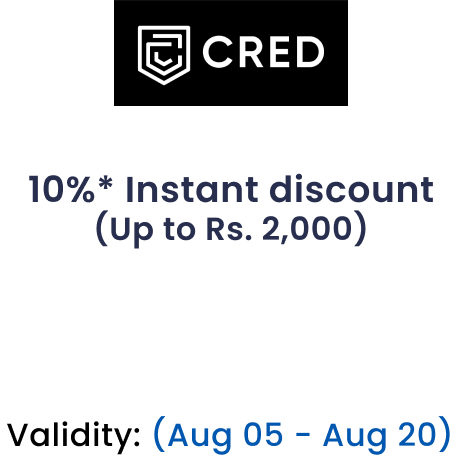 CRED
10%* Instant discount
(Up to Rs. 2,000)
Validity: (Aug 05 - Aug 20)